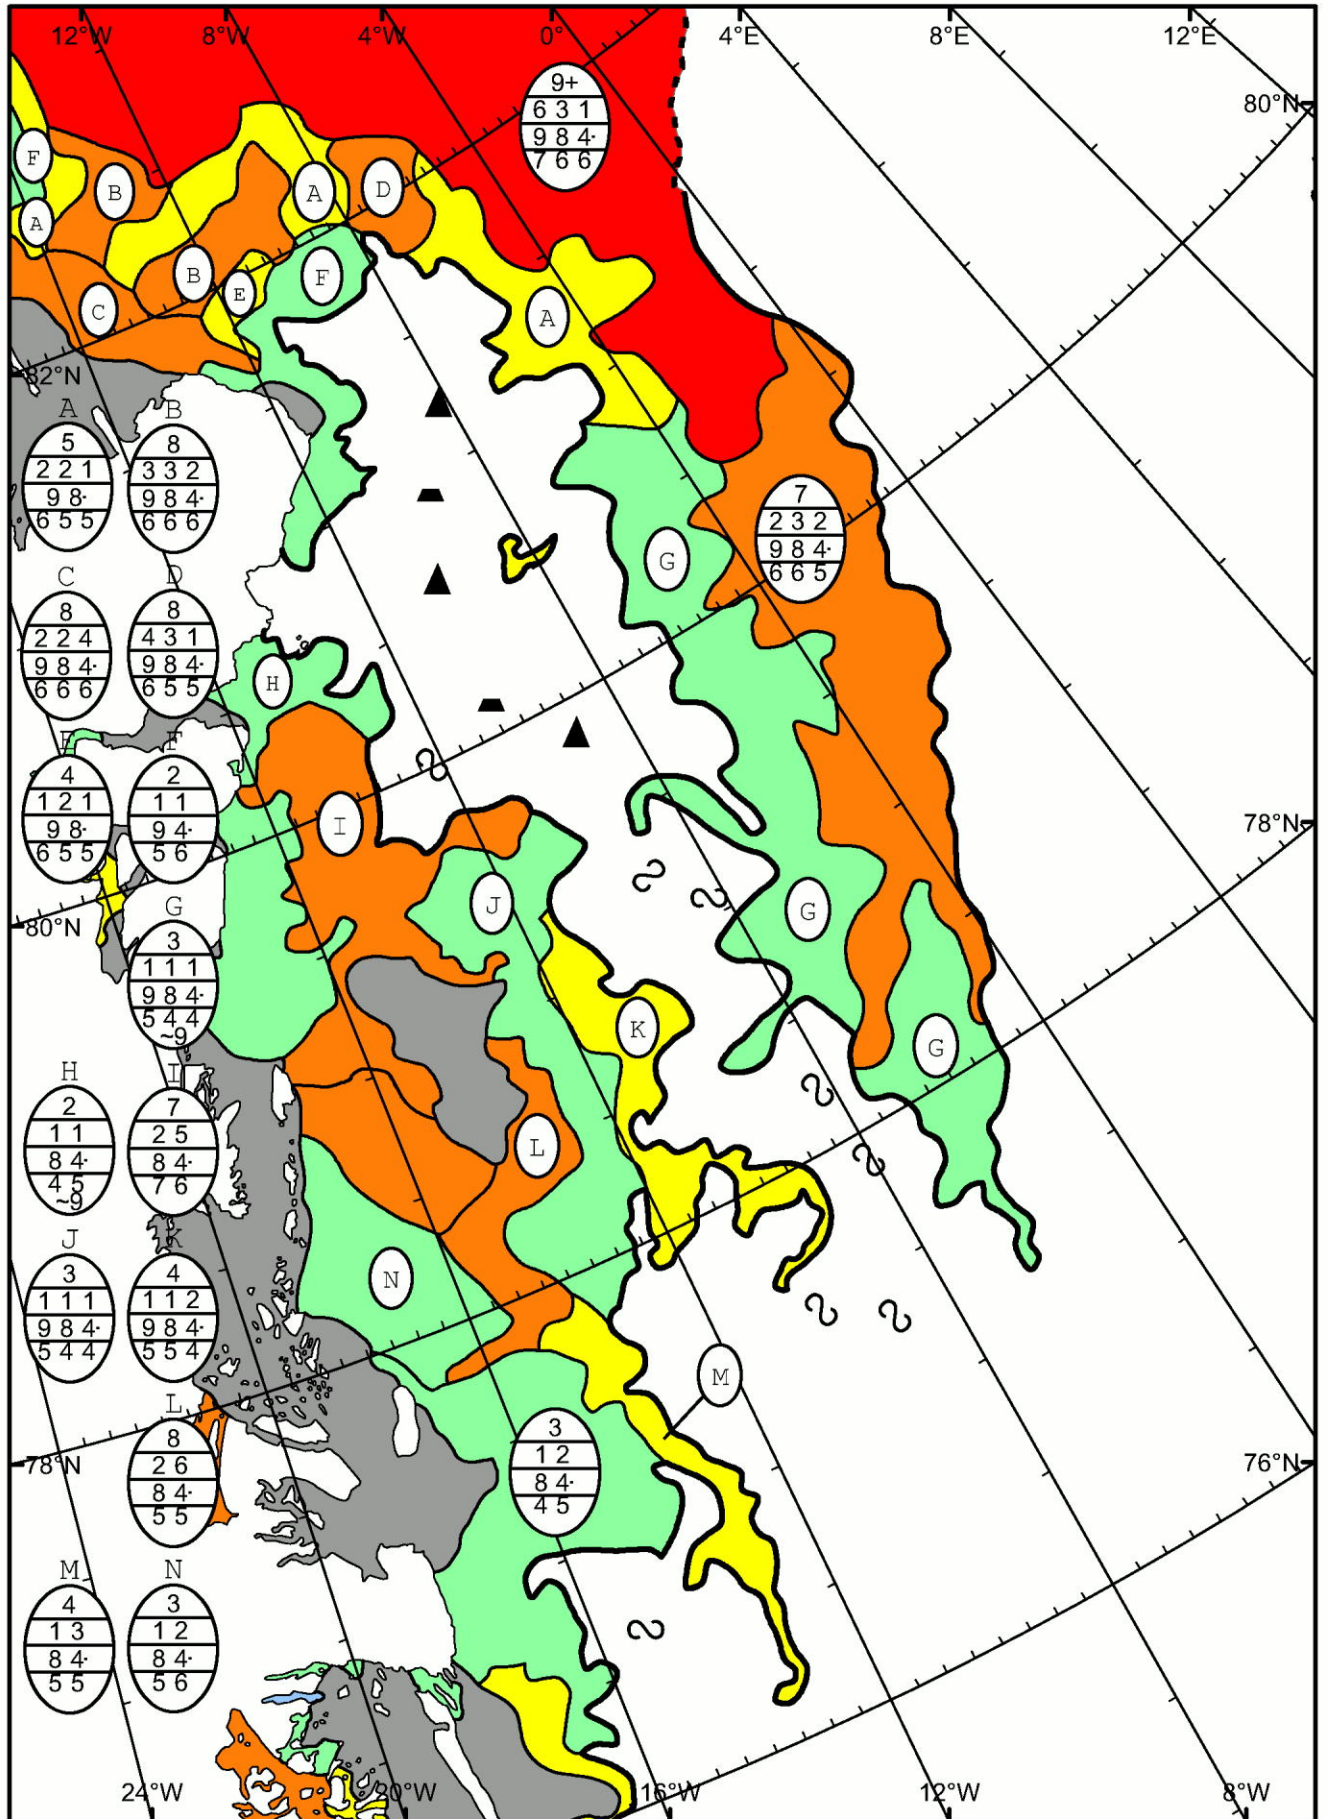 12°W 8°W 4°W 0° 4°E 8°E 12°E
9+
6 3 1
9 8 4·
7 6 6
80°N
F
B
A
D
A
B
F
E
C
A
82°N
A B
5
2 2 1
9 8·
6 5 5
8
3 3 2
9 8 4·
6 6 6
7
2 3 2
9 8 4·
6 6 5
G
C D
8
2 2 4
9 8 4·
6 6 6
8
4 3 1
9 8 4·
6 5 5
H
E F
4
1 2 1
9 8·
6 5 5
2
1 1
9 4·
5 6
I
78°N
J
G
80°N
G
3
1 1 1
9 8 4·
5 4 4
~9
K
G
H I
2
1 1
8 4·
4 5
~9
7
2 5
8 4·
7 6
L
J K
3
1 1 1
9 8 4·
5 4 4
4
1 1 2
9 8 4·
5 5 4
N
M
L
8
2 6
8 4·
5 5
3
1 2
8 4·
4 5
78°N
76°N
M N
4
1 3
8 4·
5 5
3
1 2
8 4·
5 6
24°W 20°W 16°W 12°W 8°W